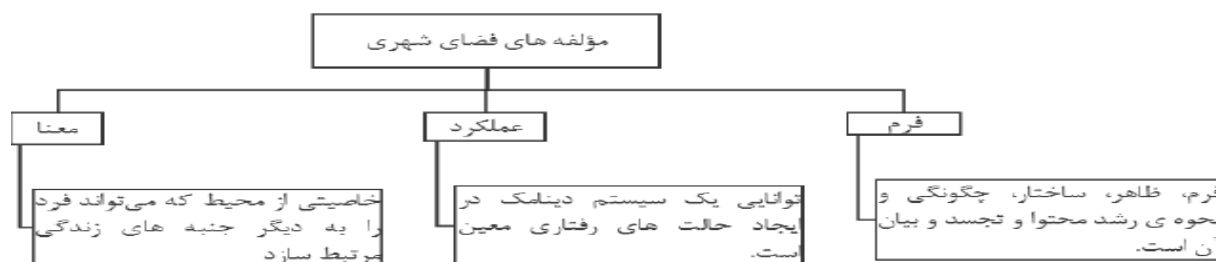 مؤلفه های فضای شهری
فرم
عملکرد
معنا
فرم، ظاهر، ساختار، چگونگی و
نحوه ی رشد محتوا و تجسد و بیان
آن است.
توانایی یک سیستم دینامک در
ایجاد حالت های رفتاری معین
است.
خاصیتی از محیط که می‌تواند فرد
را به دیگر جنبه های زندگی
مرتبط سازد